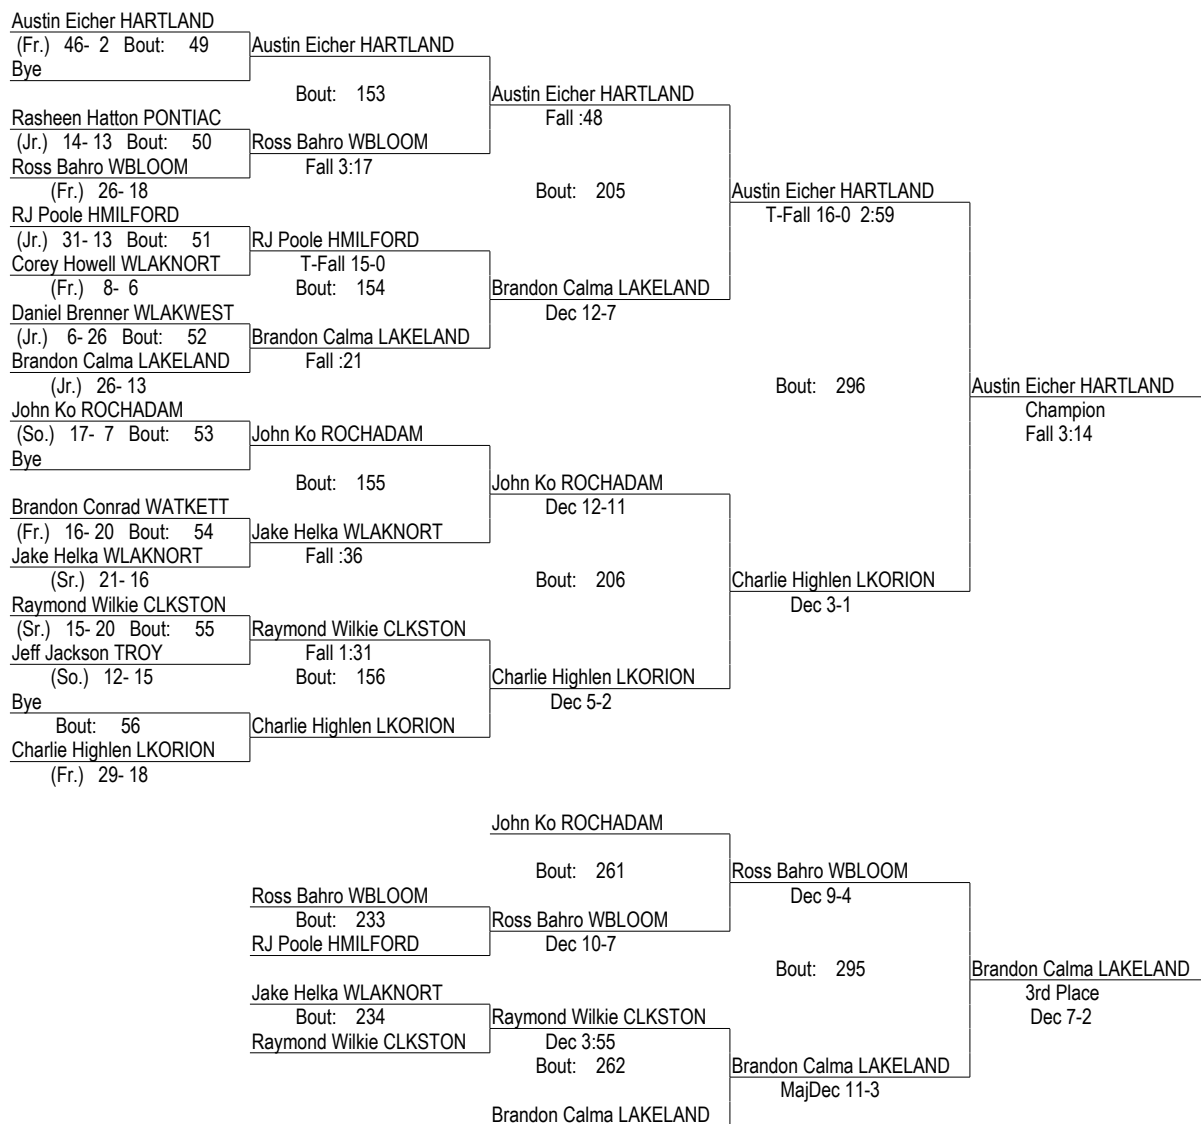 Austin Eicher HARTLAND
(Fr.) 46- 2 Bout: 49
Bye
Rasheen Hatton PONTIAC
(Jr.) 14- 13 Bout: 50
Ross Bahro WBLOOM
(Fr.) 26- 18
RJ Poole HMILFORD
(Jr.) 31- 13 Bout: 51
Corey Howell WLAKNORT
(Fr.) 8- 6
Daniel Brenner WLAKWEST
(Jr.) 6- 26 Bout: 52
Brandon Calma LAKELAND
(Jr.) 26- 13
John Ko ROCHADAM
(So.) 17- 7 Bout: 53
Bye
Brandon Conrad WATKETT
(Fr.) 16- 20 Bout: 54
Jake Helka WLAKNORT
(Sr.) 21- 16
Raymond Wilkie CLKSTON
(Sr.) 15- 20 Bout: 55
Jeff Jackson TROY
(So.) 12- 15
Bye
Bout: 56
Charlie Highlen LKORION
(Fr.) 29- 18
Austin Eicher HARTLAND
Bout: 153
Ross Bahro WBLOOM
Fall 3:17
RJ Poole HMILFORD
T-Fall 15-0
Bout: 154
Brandon Calma LAKELAND
Fall :21
John Ko ROCHADAM
Bout: 155
Jake Helka WLAKNORT
Fall :36
Raymond Wilkie CLKSTON
Fall 1:31
Bout: 156
Charlie Highlen LKORION
Austin Eicher HARTLAND
Fall :48
Bout: 205
Brandon Calma LAKELAND
Dec 12-7
John Ko ROCHADAM
Dec 12-11
Bout: 206
Charlie Highlen LKORION
Dec 5-2
Austin Eicher HARTLAND
T-Fall 16-0 2:59
Bout: 296
Charlie Highlen LKORION
Dec 3-1
Austin Eicher HARTLAND
Champion
Fall 3:14
Ross Bahro WBLOOM
Bout: 233
RJ Poole HMILFORD
Jake Helka WLAKNORT
Bout: 234
Raymond Wilkie CLKSTON
John Ko ROCHADAM
Bout: 261
Ross Bahro WBLOOM
Dec 10-7
Raymond Wilkie CLKSTON
Dec 3:55
Bout: 262
Brandon Calma LAKELAND
Ross Bahro WBLOOM
Dec 9-4
Bout: 295
Brandon Calma LAKELAND
MajDec 11-3
Brandon Calma LAKELAND
3rd Place
Dec 7-2